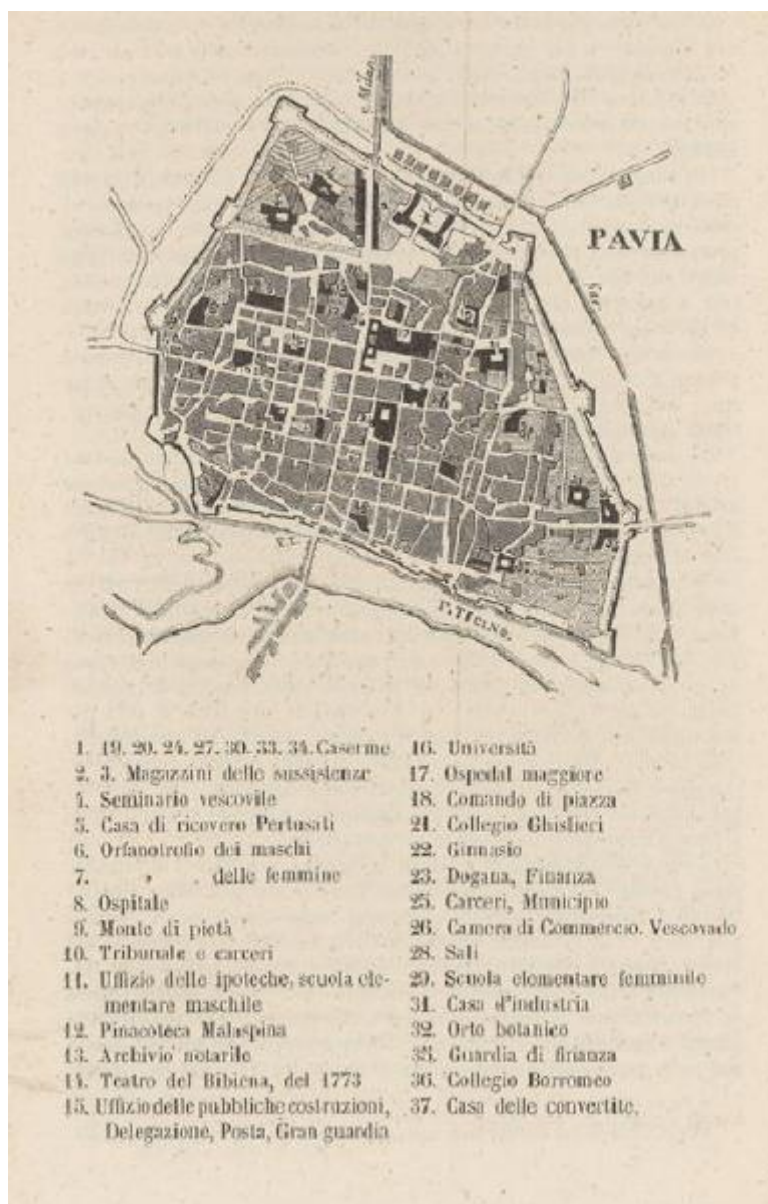 a Milano
PAVIA
F. TICINO.
1. 19. 20. 24. 27. 30. 33. 34. Caserme
2. 3. Magazzini delle sussistenze
4. Seminario vescovile
5. Casa di ricovero Pertusati
6. Orfanotrofio dei maschi
7. » . delle femmine
8. Ospitale
9. Monte di pietà
10. Tribunale e carceri
11. Uffizio delle ipoteche, scuola ele-
mentare maschile
12. Pinacoteca Malaspina
13. Archivio notarile
14. Teatro del Bibiena, del 1773
15. Uffizio delle pubbliche costruzioni,
Delegazione, Posta, Gran guardia
16. Università
17. Ospedal maggiore
18. Comando di piazza
21. Collegio Ghislieri
22. Ginnasio
23. Dogana, Finanza
25. Carceri, Municipio
26. Camera di Commercio. Vescovado
28. Sali
29. Scuola elementare femminile
31. Casa d'industria
32. Orto botanico
35. Guardia di finanza
36. Collegio Borromeo
37. Casa delle convertite.